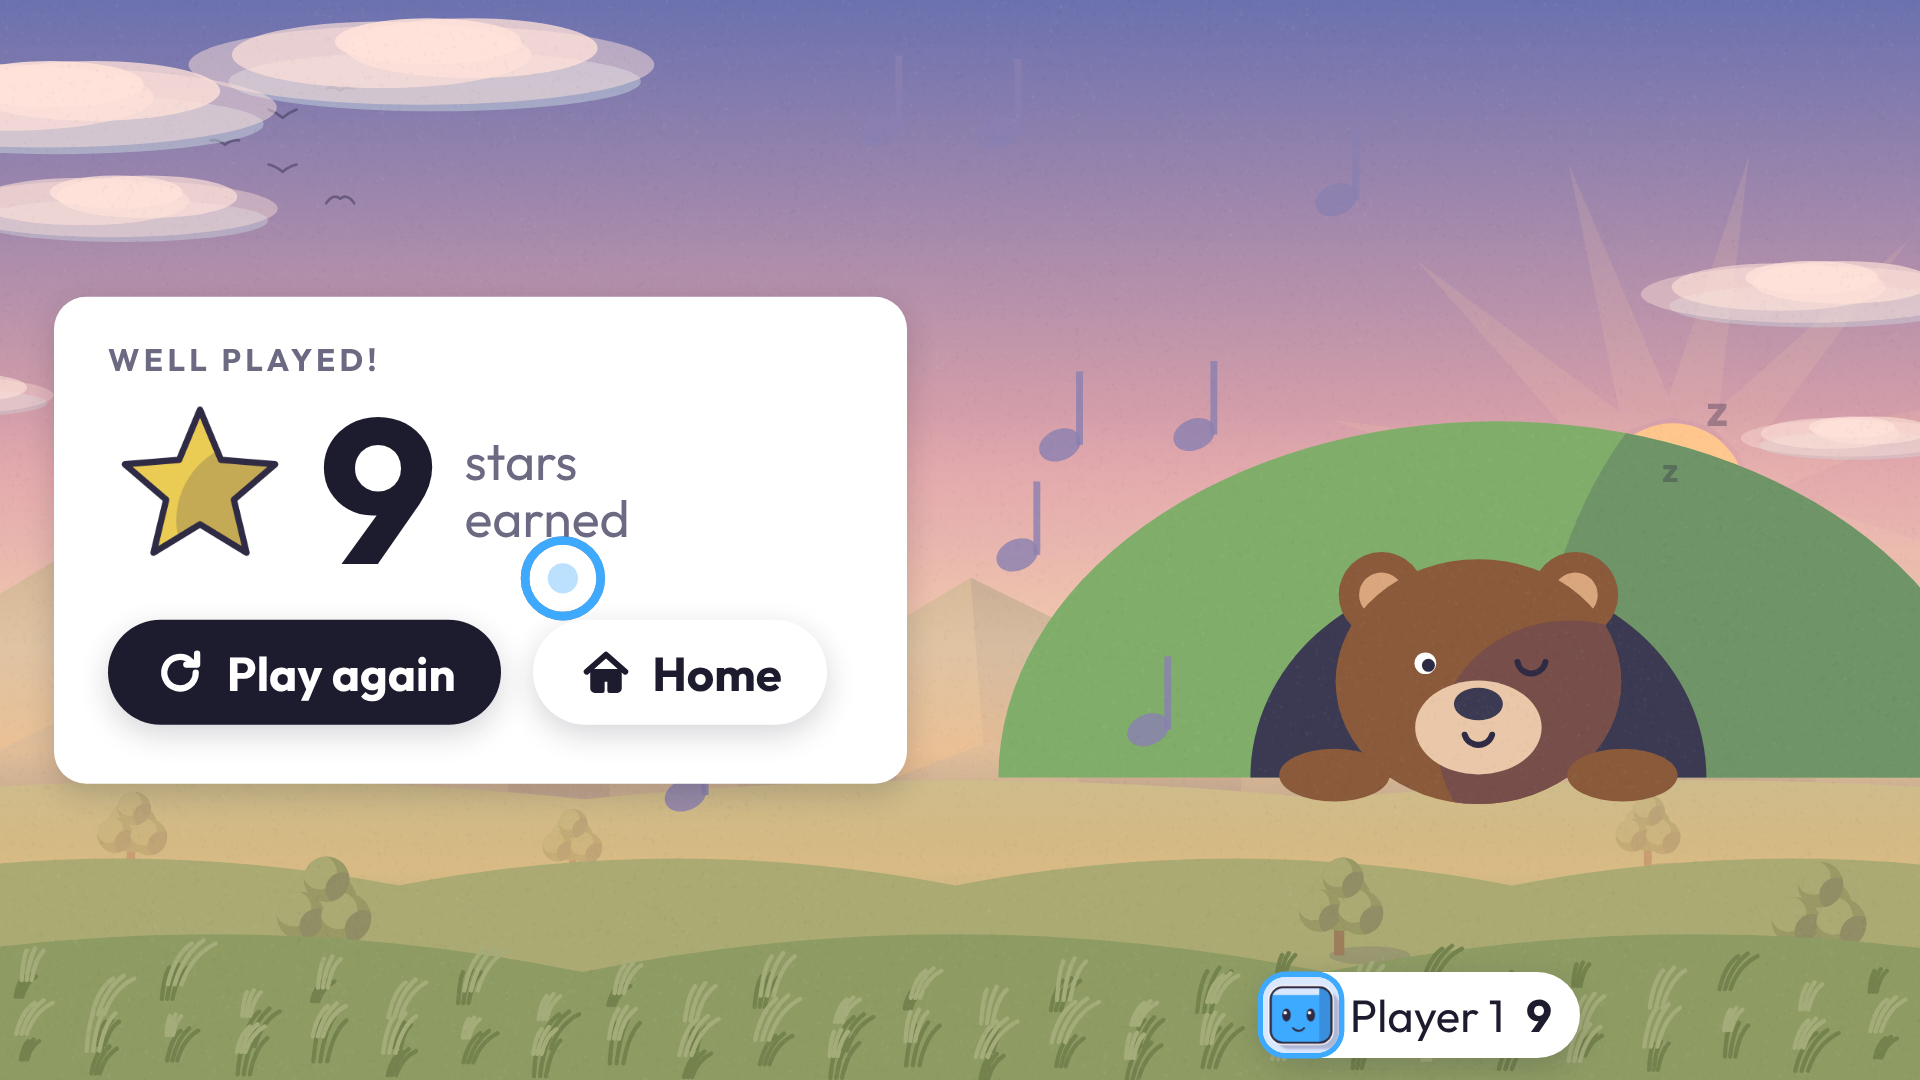 WELL PLAYED!
9 stars
earned
Play again
Home
z
z
Player 1 9